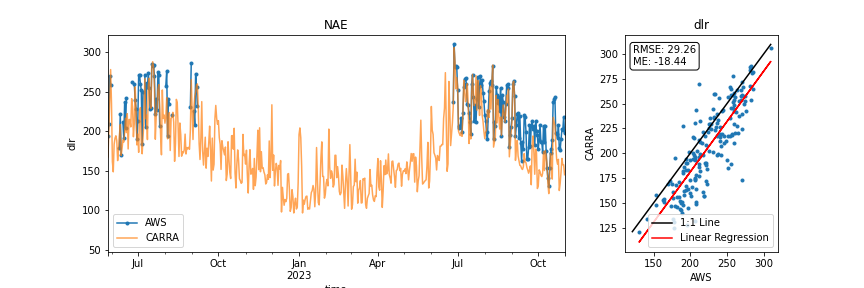 NAE
dlr
300
250
200
150
100
50
dlr
AWS
CARRA
Jul
Oct
Jan
2023
Apr
Jul
Oct
time
dlr
RMSE: 29.26
ME: -18.44
300
275
250
225
200
175
150
125
CARRA
1:1 Line
Linear Regression
150
200
250
300
AWS